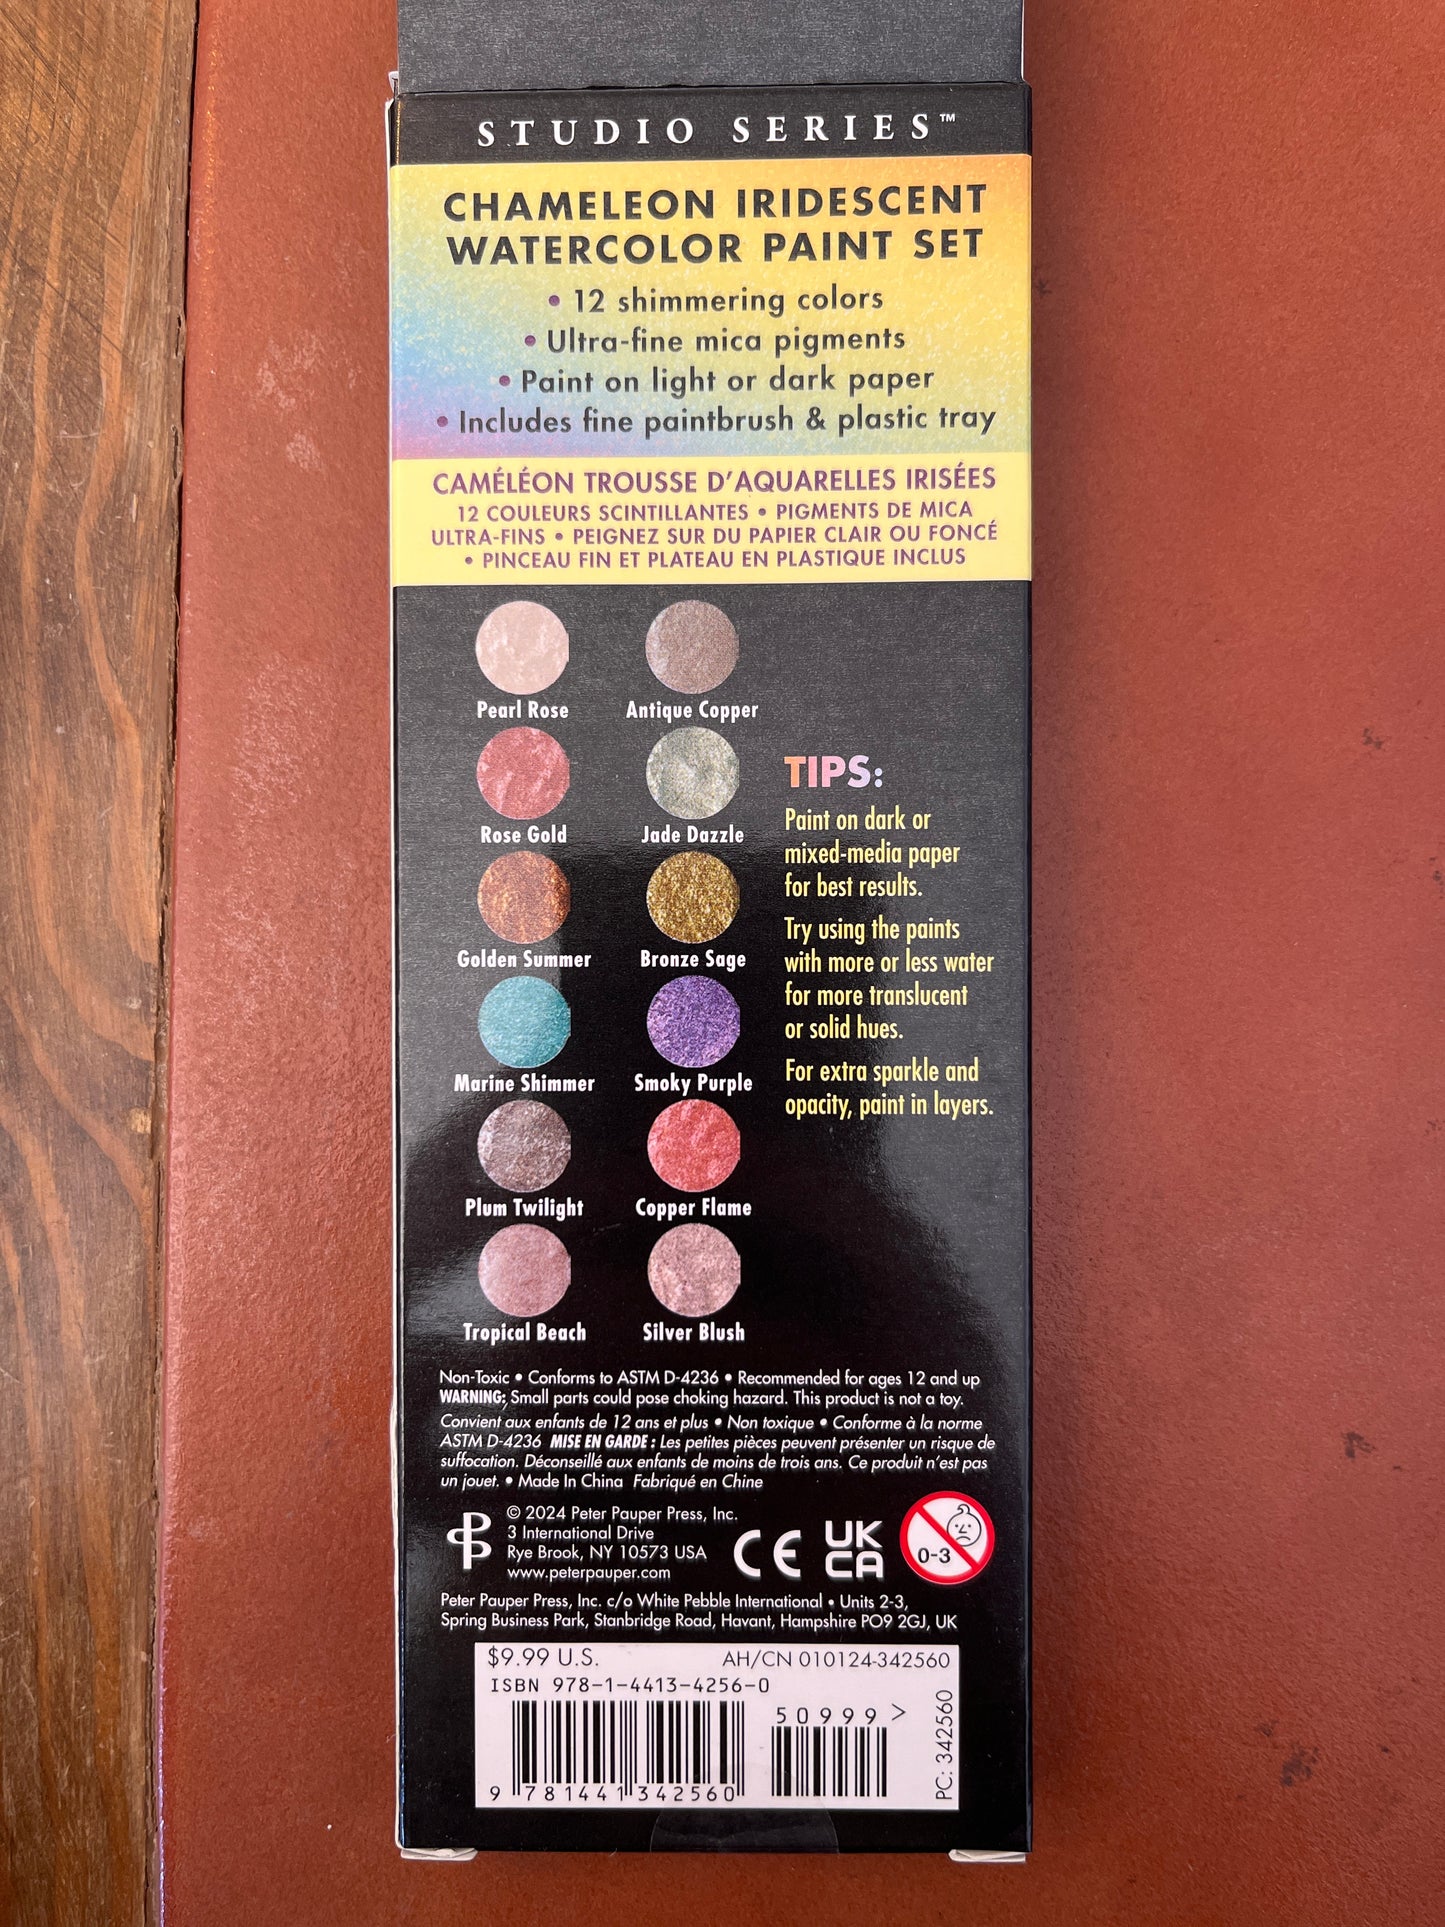 STUDIO SERIES™
CHAMELEON IRIDESCENT
WATERCOLOR PAINT SET
• 12 shimmering colors
• Ultra-fine mica pigments
• Paint on light or dark paper
• Includes fine paintbrush & plastic tray
CAMÉLÉON TROUSSE D'AQUARELLES IRISÉES
12 COULEURS SCINTILLANTES • PIGMENTS DE MICA
ULTRA-FINS • PEIGNEZ SUR DU PAPIER CLAIR OU FONCÉ
• PINCEAU FIN ET PLATEAU EN PLASTIQUE INCLUS
Pearl Rose
Antique Copper
Rose Gold
Jade Dazzle
Golden Summer
Bronze Sage
Marine Shimmer
Smoky Purple
Plum Twilight
Copper Flame
Tropical Beach
Silver Blush
TIPS:
Paint on dark or
mixed-media paper
for best results.
Try using the paints
with more or less water
for more translucent
or solid hues.
For extra sparkle and
opacity, paint in layers.
Non-Toxic • Conforms to ASTM D-4236 • Recommended for ages 12 and up
WARNING: Small parts could pose choking hazard. This product is not a toy.
Convient aux enfants de 12 ans et plus • Non toxique • Conforme à la norme
ASTM D-4236 MISE EN GARDE : Les petites pièces peuvent présenter un risque de
suffocation. Déconseillé aux enfants de moins de trois ans. Ce produit n'est pas
un jouet. • Made In China Fabriqué en Chine
© 2024 Peter Pauper Press, Inc.
3 International Drive
Rye Brook, NY 10573 USA
www.peterpauper.com
CE
UK
CA
0-3
Peter Pauper Press, Inc. c/o White Pebble International • Units 2-3,
Spring Business Park, Stanbridge Road, Havant, Hampshire PO9 2GJ, UK
$9.99 U.S.
AH/CN 010124-342560
ISBN 978-1-4413-4256-0
50999 >
9 781441 342560
PC: 342560